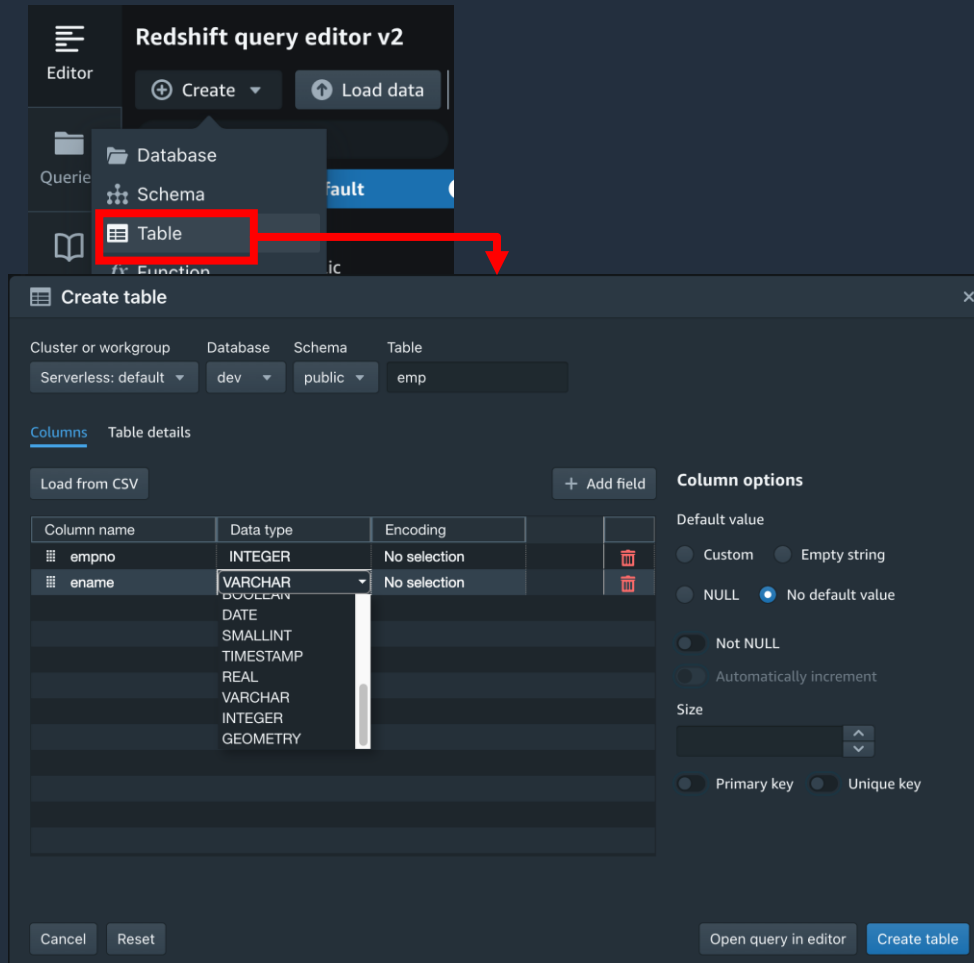 Redshift query editor v2
Editor
Create
Load data
Database
Querie
Schema
fault
Table
Function
ic
Create table
Cluster or workgroup Database Schema Table
Serverless: default dev public emp
Columns Table details
Load from CSV
+ Add field
Column name Data type Encoding
empno INTEGER No selection
ename VARCHAR No selection
BOOLEAN
DATE
SMALLINT
TIMESTAMP
REAL
VARCHAR
INTEGER
GEOMETRY
Column options
Default value
Custom Empty string
NULL No default value
Not NULL
Automatically increment
Size
Primary key Unique key
Cancel Reset
Open query in editor Create table